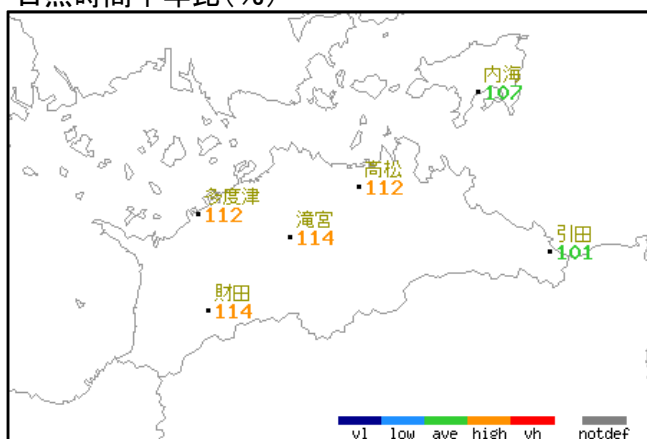 日照時間平年比(%)
内海
107
高松
112
多度津
112
滝宮
114
引田
101
財田
114
vl low ave high vh notdef